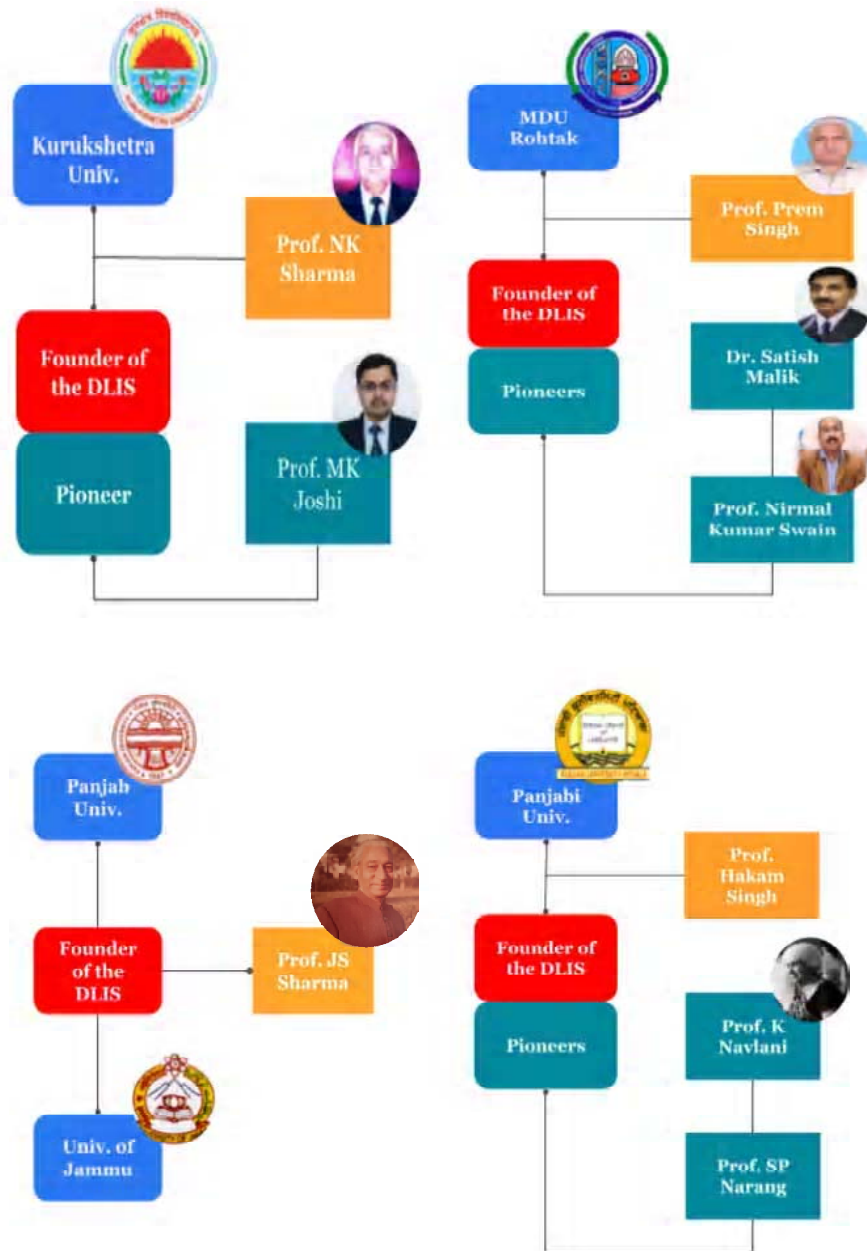 Kurukshetra
Univ.
Prof. NK
Sharma
Founder of
the DLIS
Pioneer
Prof. MK
Joshi
MDU
Rohtak
Prof. Prem
Singh
Founder of
the DLIS
Pioneers
Dr. Satish
Malik
Prof. Nirmal
Kumar Swain
Panjab
Univ.
Founder
of the
DLIS
Prof. JS
Sharma
Univ. of
Jammu
Panjabi
Univ.
Prof.
Hakam
Singh
Founder of
the DLIS
Pioneers
Prof. K
Navlani
Prof. SP
Narang